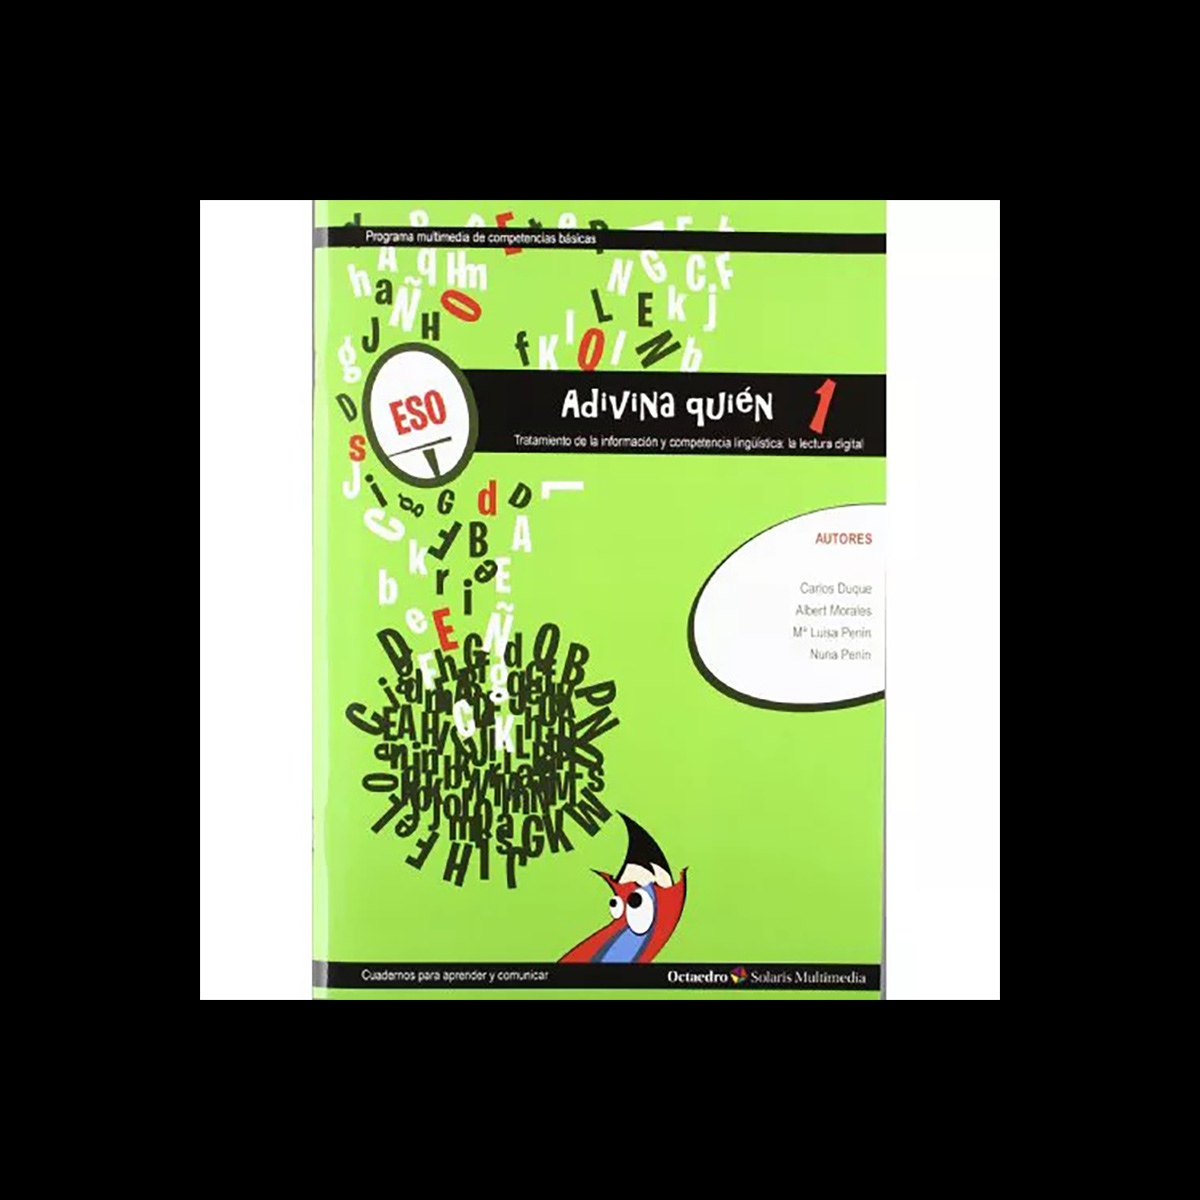 Programa multimedia de competencias básicas
ESO
Adivina quién 1
Tratamiento de la información y competencia lingüística: la lectura digital
AUTORES
Carlos Duque
Albert Morales
Mª Luisa Penín
Nuria Penín
Cuadernos para aprender y comunicar
Octaedro Solaris Multimedia